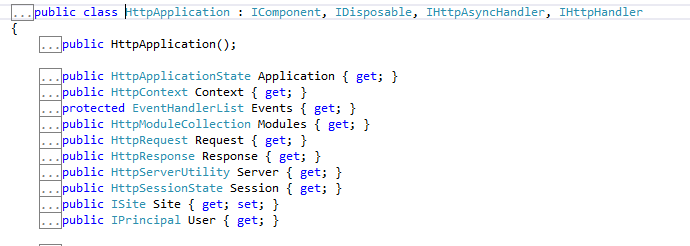 ...public class HttpApplication : IComponent, IDisposable, IHttpAsyncHandler, IHttpHandler
{
...public HttpApplication();
...public HttpApplicationState Application { get; }
...public HttpContext Context { get; }
...protected EventHandlerList Events { get; }
...public HttpModuleCollection Modules { get; }
...public HttpRequest Request { get; }
...public HttpResponse Response { get; }
...public HttpServerUtility Server { get; }
...public HttpSessionState Session { get; }
...public ISite Site { get; set; }
...public IPrincipal User { get; }